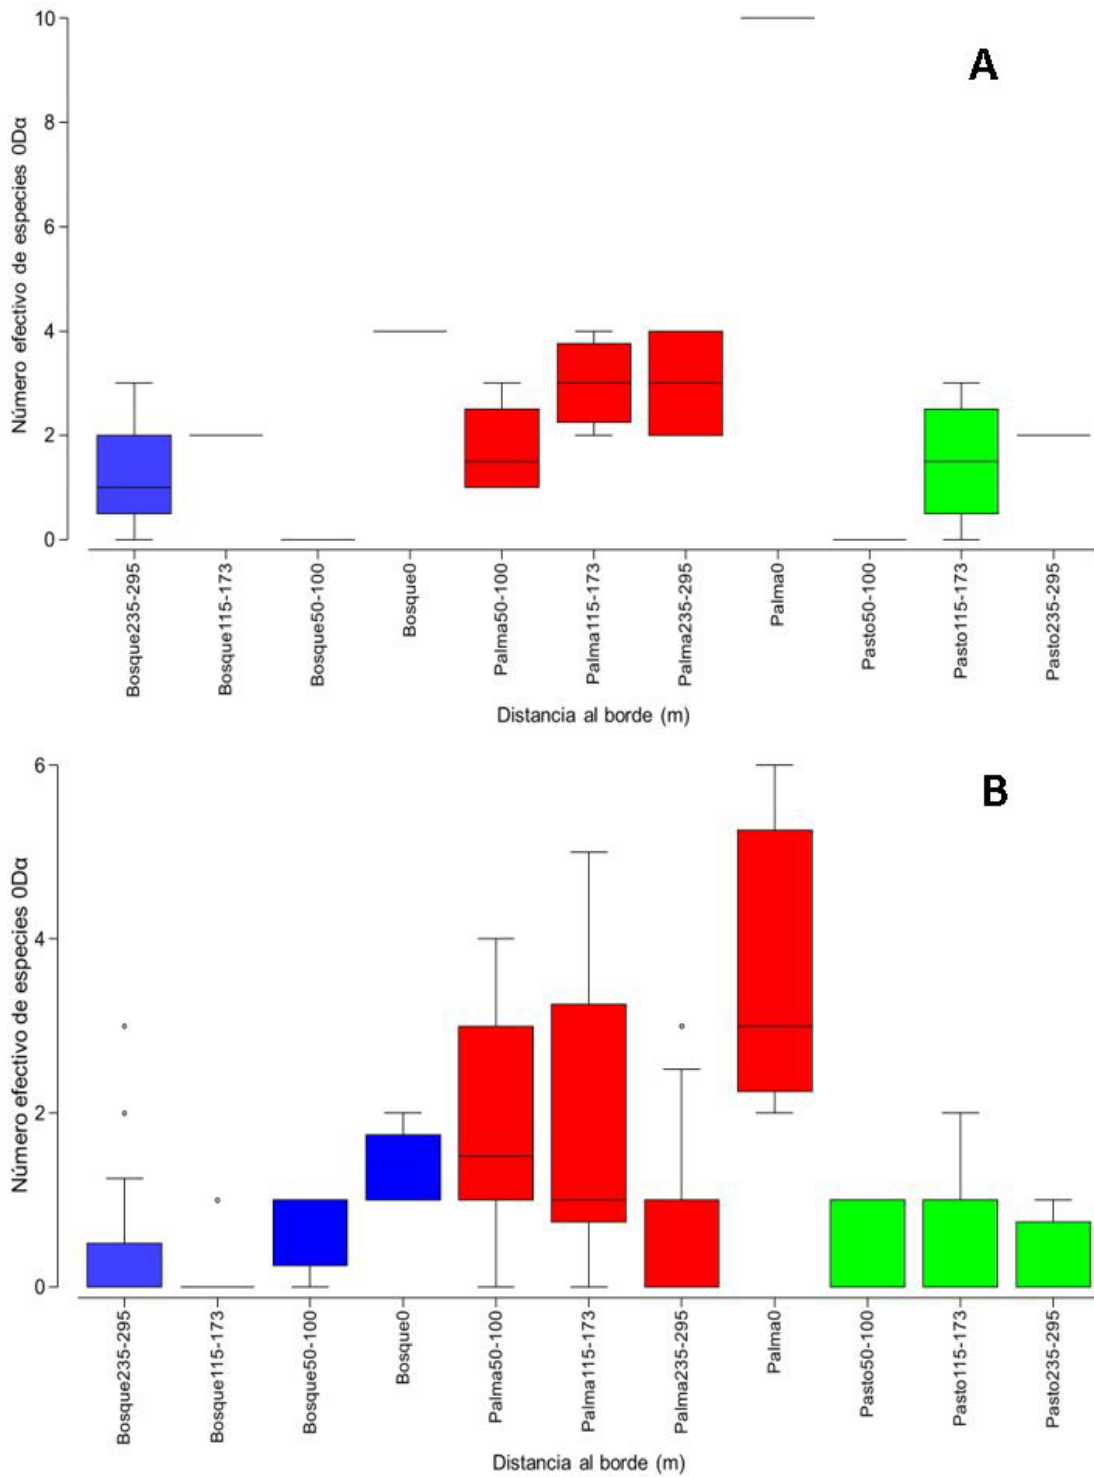 A
Número efectivo de especies 0Dα
10
8
6
4
2
0
Bosque235-295
Bosque115-173
Bosque50-100
Bosque0
Palma50-100
Palma115-173
Palma235-295
Palma0
Pasto50-100
Pasto115-173
Pasto235-295
Distancia al borde (m)
B
Número efectivo de especies 0Dα
6
4
2
0
Bosque235-295
Bosque115-173
Bosque50-100
Bosque0
Palma50-100
Palma115-173
Palma235-295
Palma0
Pasto50-100
Pasto115-173
Pasto235-295
Distancia al borde (m)